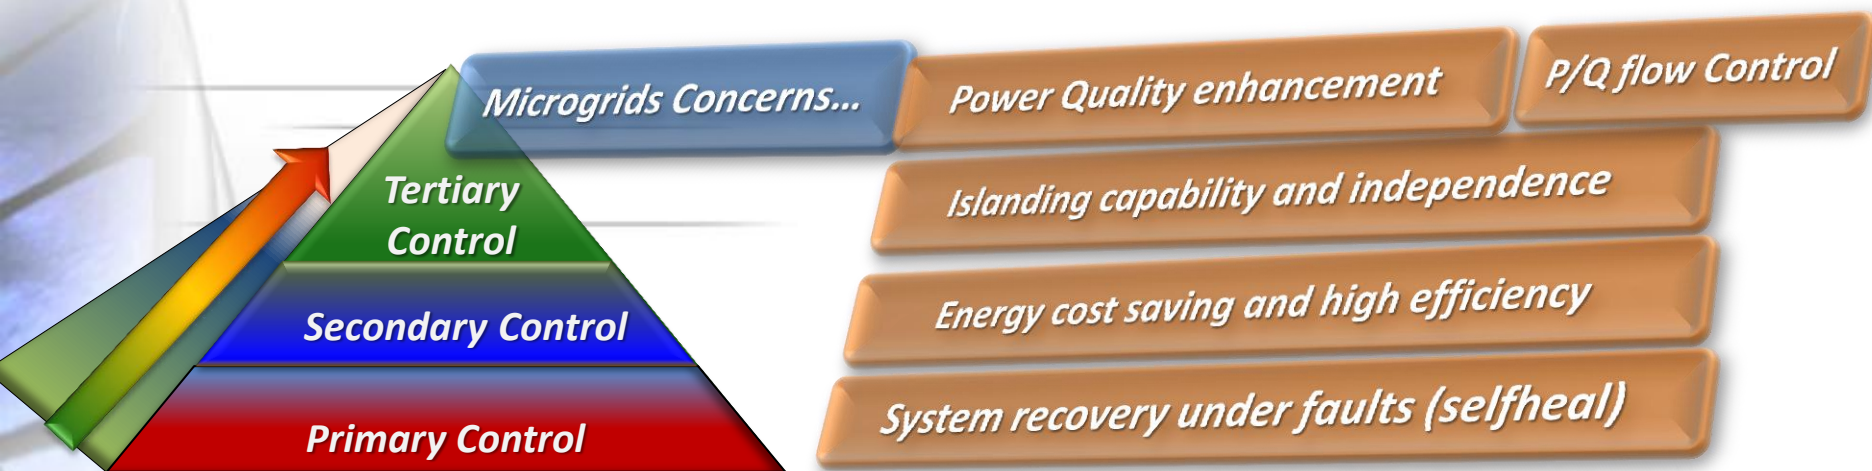 Microgrids Concerns...
Power Quality enhancement
P/Q flow Control
Islanding capability and independence
Energy cost saving and high efficiency
System recovery under faults (selfheal)
Tertiary
Control
Secondary Control
Primary Control